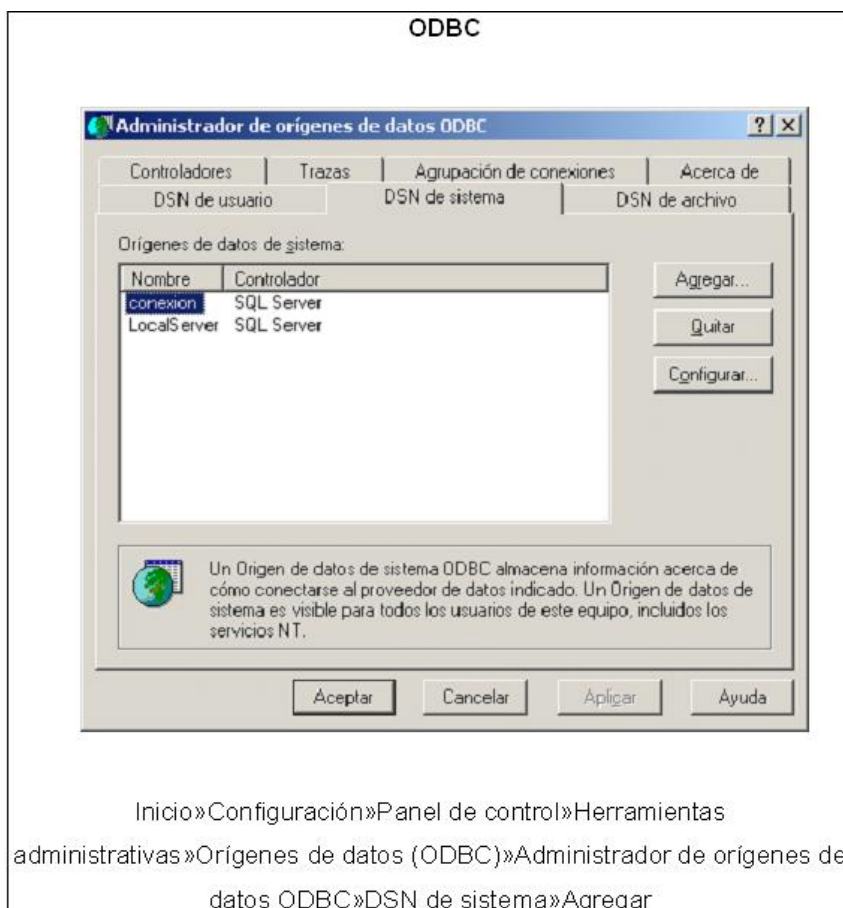 ODBC
Administrador de orígenes de datos ODBC
Controladores Trazas Agrupación de conexiones Acerca de
DSN de usuario DSN de sistema DSN de archivo
Orígenes de datos de sistema:
Nombre Controlador
conexion SQL Server
LocalServer SQL Server
Agregar...
Quitar
Configurar...
Un Origen de datos de sistema ODBC almacena información acerca de
cómo conectarse al proveedor de datos indicado. Un Origen de datos de
sistema es visible para todos los usuarios de este equipo, incluidos los
servicios NT.
Aceptar Cancelar Aplicar Ayuda
Inicio»Configuración»Panel de control»Herramientas
administrativas»Orígenes de datos (ODBC)»Administrador de orígenes de
datos ODBC»DSN de sistema»Agregar